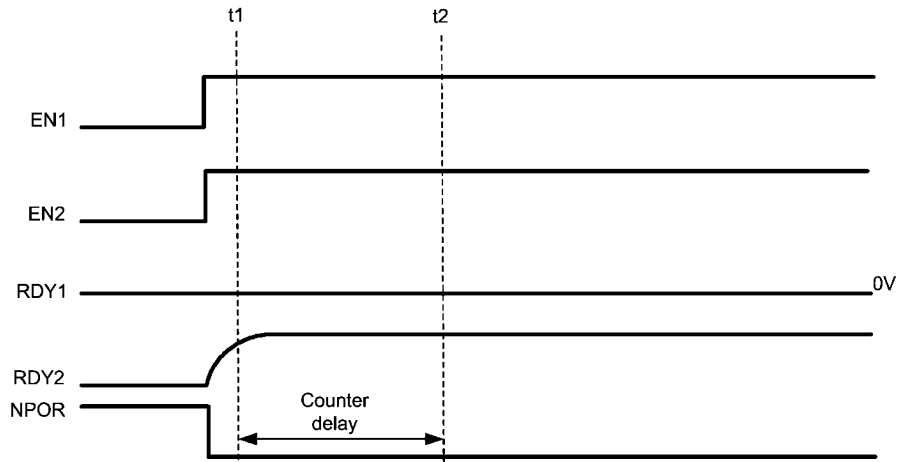 t1
t2
EN1
EN2
RDY1
0V
RDY2
NPOR
Counter
delay